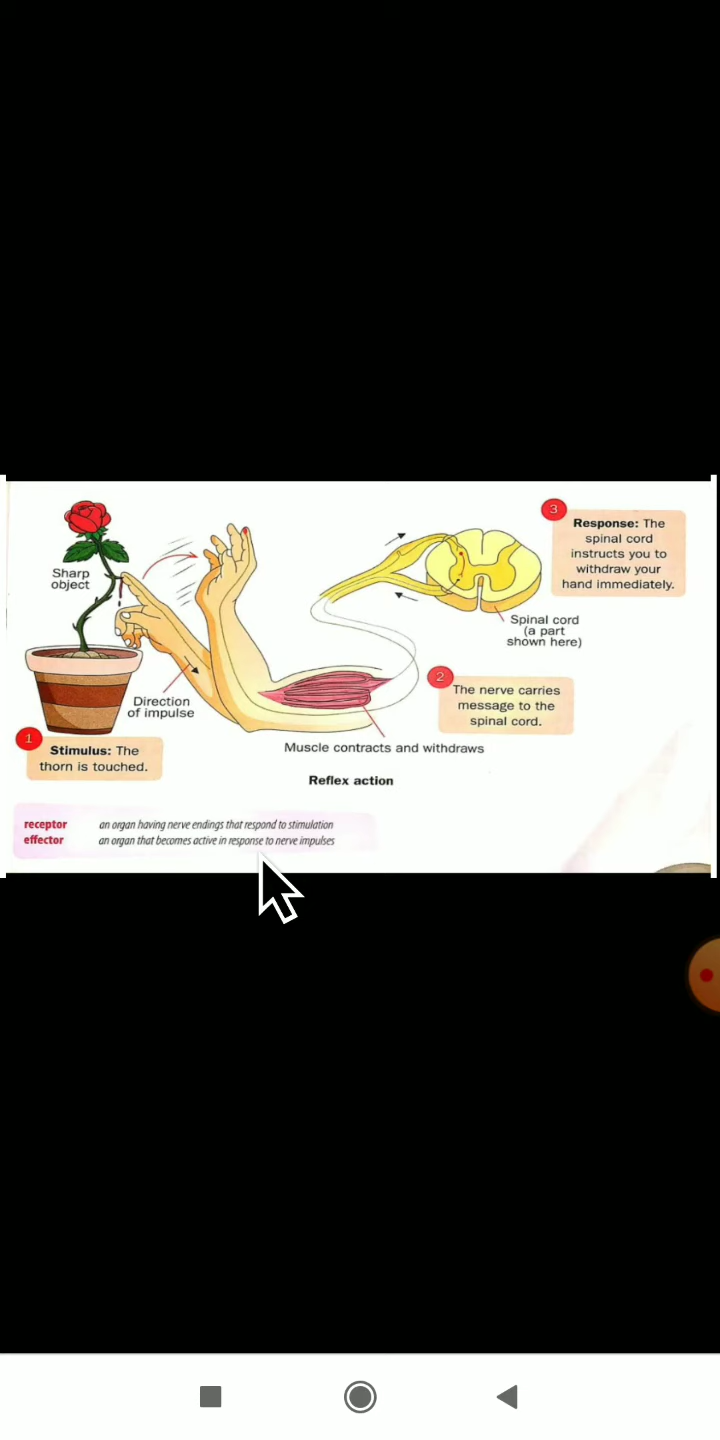 Sharp
object
Direction
of impulse
1
Stimulus: The
thorn is touched.
Muscle contracts and withdraws
Reflex action
2
The nerve carries
message to the
spinal cord.
3
Response: The
spinal cord
instructs you to
withdraw your
hand immediately.
Spinal cord
(a part
shown here)
receptor an organ having nerve endings that respond to stimulation
effector an organ that becomes active in response to nerve impulses